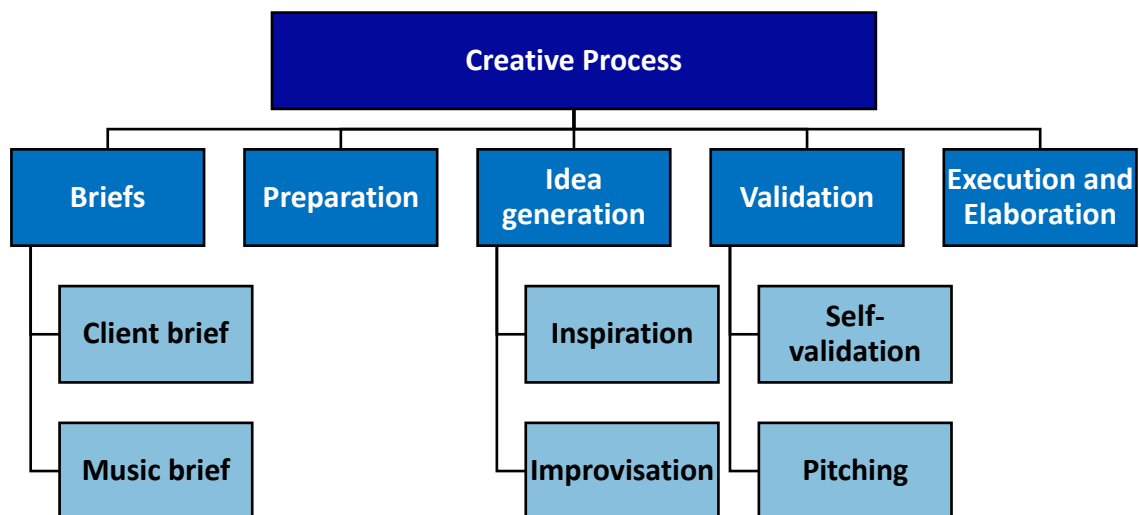 Creative Process
Briefs
Preparation
Idea
generation
Validation
Execution and
Elaboration
Client brief
Inspiration
Self-
validation
Music brief
Improvisation
Pitching